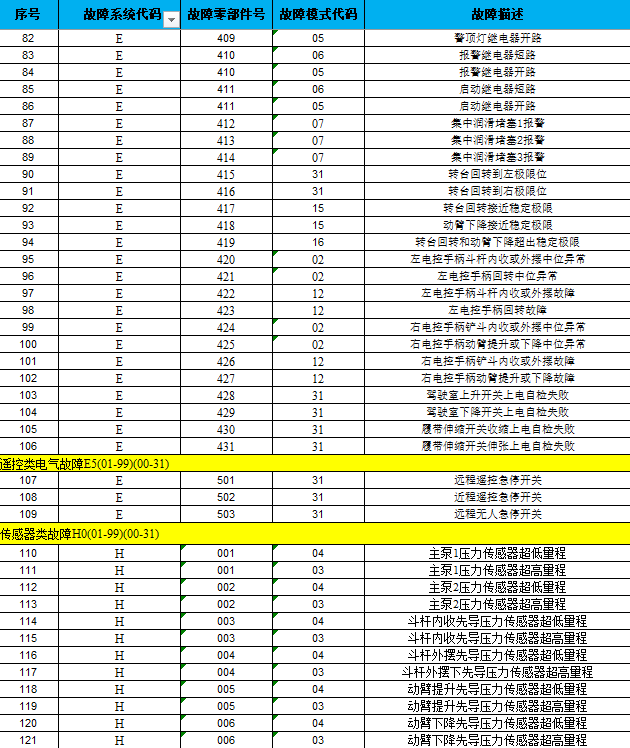 序号 故障系统代码 故障零部件号 故障模式代码 故障描述
82 E 409 05 警顶灯继电器开路
83 E 410 06 报警继电器短路
84 E 410 05 报警继电器开路
85 E 411 06 启动继电器短路
86 E 411 05 启动继电器开路
87 E 412 07 集中润滑堵塞1报警
88 E 413 07 集中润滑堵塞2报警
89 E 414 07 集中润滑堵塞3报警
90 E 415 31 转台回转到左极限位
91 E 416 31 转台回转到右极限位
92 E 417 15 转台回转接近稳定极限
93 E 418 15 动臂下降接近稳定极限
94 E 419 16 转台回转和动臂下降超出稳定极限
95 E 420 02 左电控手柄斗杆内收或外摆中位异常
96 E 421 02 左电控手柄回转中位异常
97 E 422 12 左电控手柄斗杆内收或外摆故障
98 E 423 12 左电控手柄回转故障
99 E 424 02 右电控手柄铲斗内收或外摆中位异常
100 E 425 02 右电控手柄动臂提升或下降中位异常
101 E 426 12 右电控手柄铲斗内收或外摆故障
102 E 427 12 右电控手柄动臂提升或下降故障
103 E 428 31 驾驶室上升开关上电自检失败
104 E 429 31 驾驶室下降开关上电自检失败
105 E 430 31 履带伸缩开关收缩上电自检失败
106 E 431 31 履带伸缩开关伸张上电自检失败
遥控类电气故障E5(01-99)(00-31)
107 E 501 31 远程遥控急停开关
108 E 502 31 近程遥控急停开关
109 E 503 31 远程无人急停开关
传感器类故障H0(01-99)(00-31)
110 H 001 04 主泵1压力传感器超低量程
111 H 001 03 主泵1压力传感器超高量程
112 H 002 04 主泵2压力传感器超低量程
113 H 002 03 主泵2压力传感器超高量程
114 H 003 04 斗杆内收先导压力传感器超低量程
115 H 003 03 斗杆内收先导压力传感器超高量程
116 H 004 04 斗杆外摆先导压力传感器超低量程
117 H 004 03 斗杆外摆下先导压力传感器超高量程
118 H 005 04 动臂提升先导压力传感器超低量程
119 H 005 03 动臂提升先导压力传感器超高量程
120 H 006 04 动臂下降先导压力传感器超低量程
121 H 006 03 动臂下降先导压力传感器超高量程